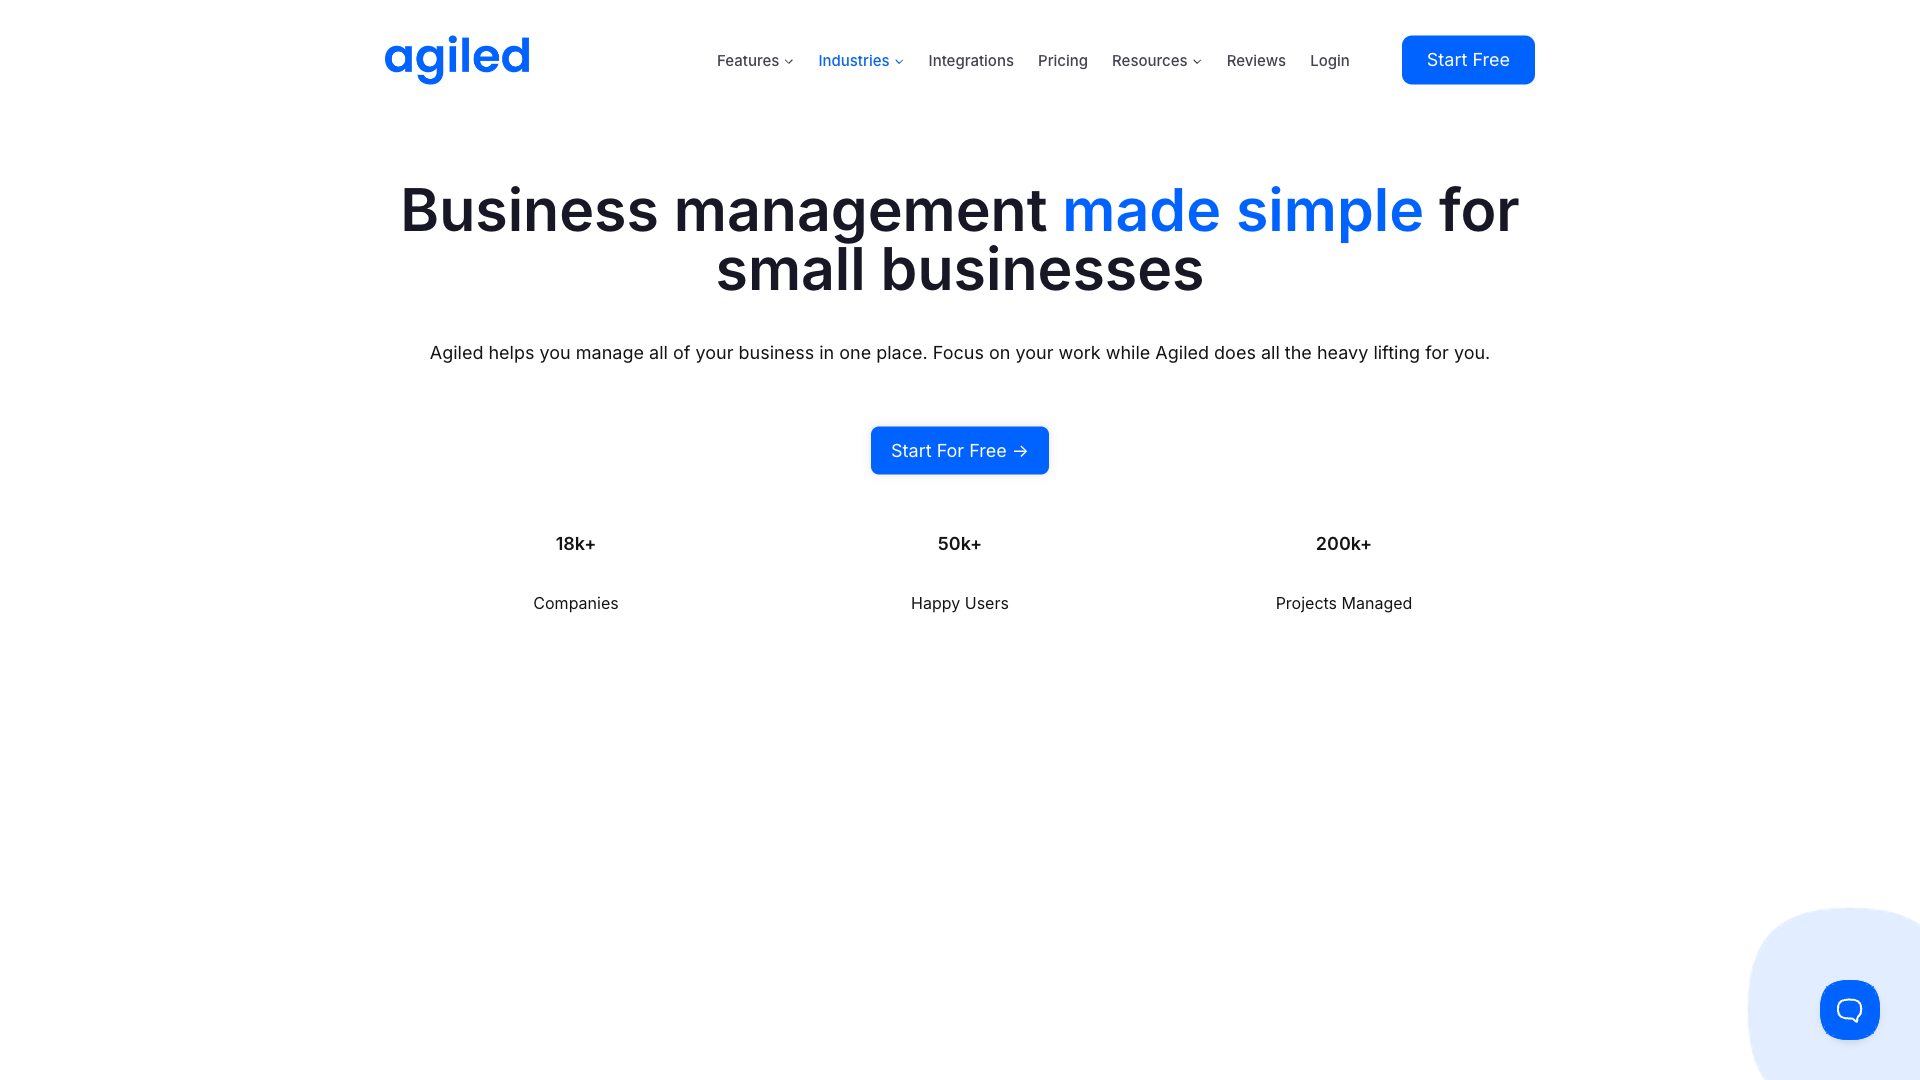 agiled
Features
Industries
Integrations
Pricing
Resources
Reviews
Login
Start Free
Business management made simple for
small businesses
Agiled helps you manage all of your business in one place. Focus on your work while Agiled does all the heavy lifting for you.
Start For Free →
18k+
50k+
200k+
Companies
Happy Users
Projects Managed